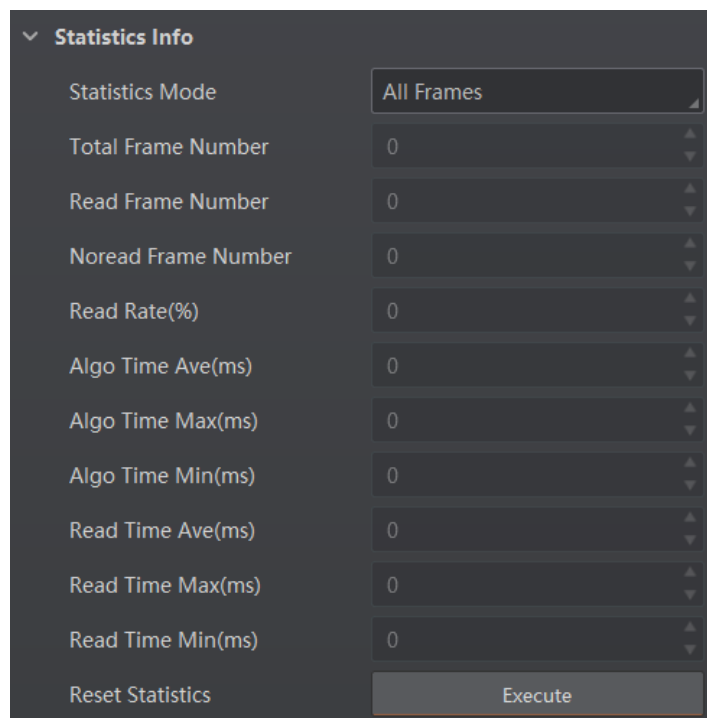 Statistics Info
Statistics Mode All Frames
Total Frame Number 0
Read Frame Number 0
Noread Frame Number 0
Read Rate(%) 0
Algo Time Ave(ms) 0
Algo Time Max(ms) 0
Algo Time Min(ms) 0
Read Time Ave(ms) 0
Read Time Max(ms) 0
Read Time Min(ms) 0
Reset Statistics Execute